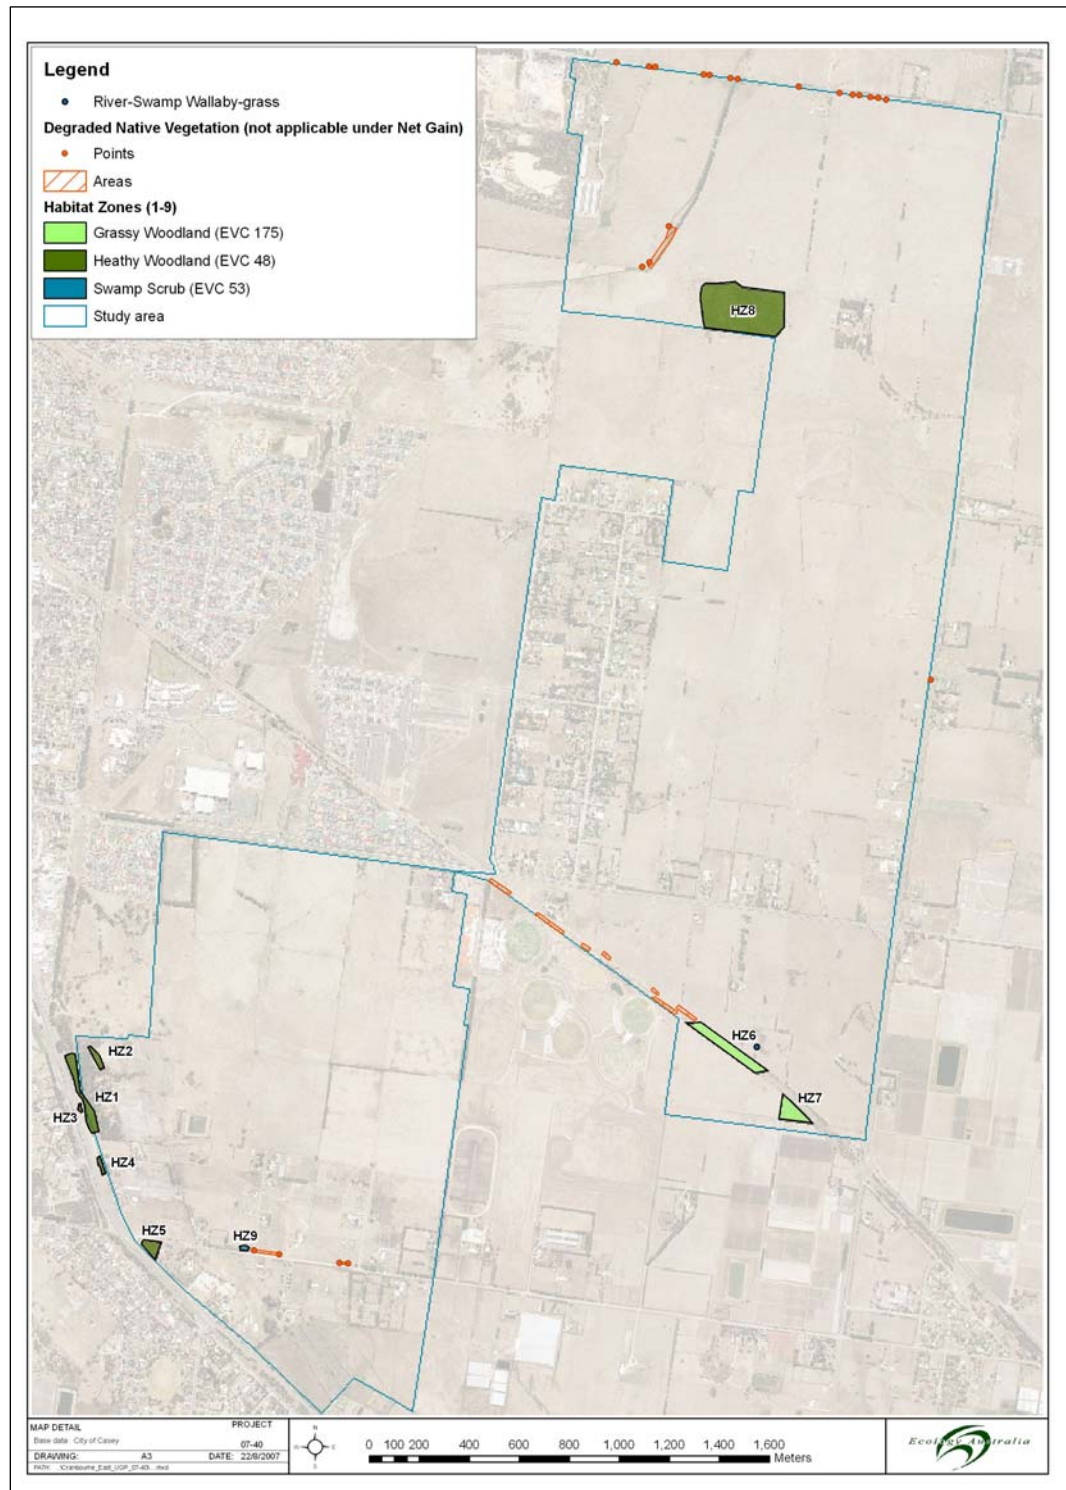 Legend
River-Swamp Wallaby-grass
Degraded Native Vegetation (not applicable under Net Gain)
Points
Areas
Habitat Zones (1-9)
Grassy Woodland (EVC 175)
Heathy Woodland (EVC 48)
Swamp Scrub (EVC 53)
Study area
HZ8
HZ6
HZ7
HZ2
HZ1
HZ3
HZ4
HZ5
HZ9
MAP DETAIL
Base data : City of Casey
PROJECT
07-40
DRAWING: A3 DATE: 22/8/2007
PATH:
N
W E
S
0 100 200 400 600 800 1,000 1,200 1,400 1,600
Meters
Ecology Australia